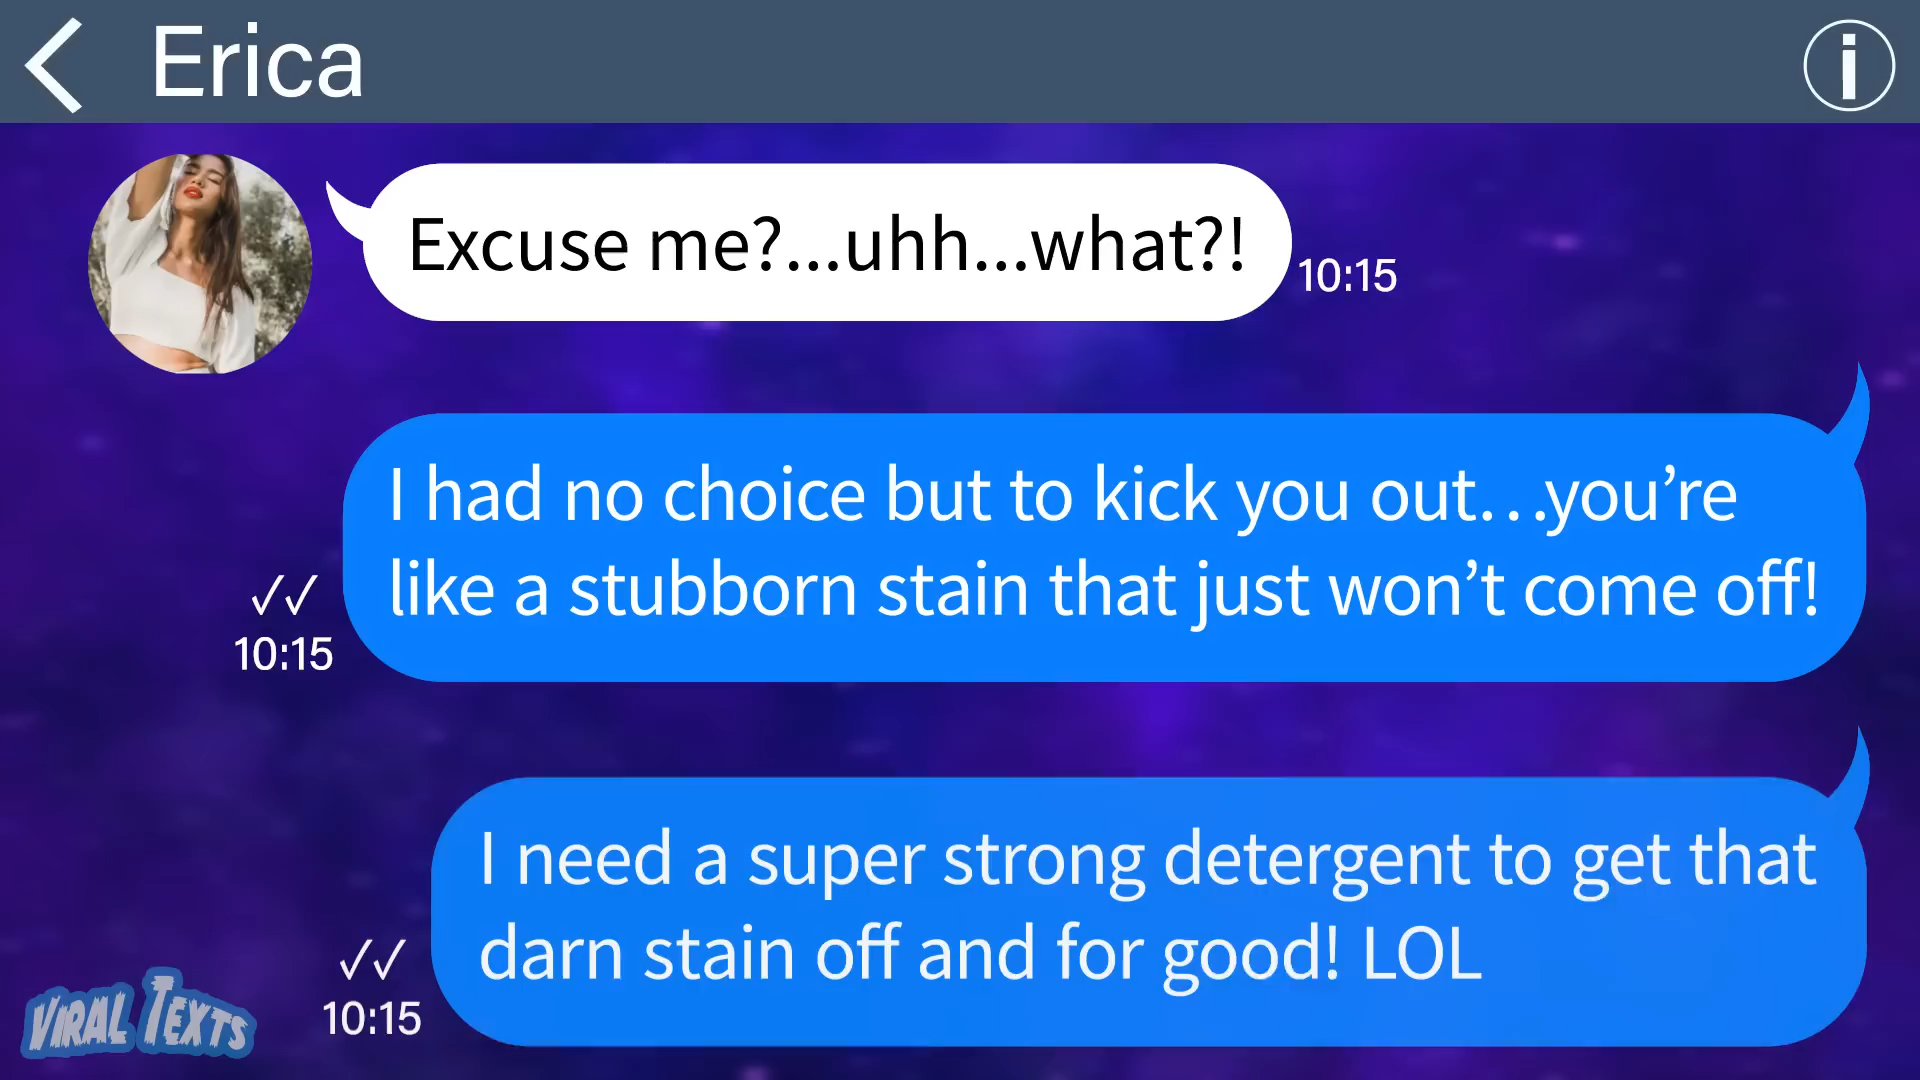 Erica
Excuse me?...uhh...what?!
10:15
I had no choice but to kick you out...you’re
like a stubborn stain that just won’t come off!
10:15
I need a super strong detergent to get that
darn stain off and for good! LOL
10:15
VIRAL TEXTS